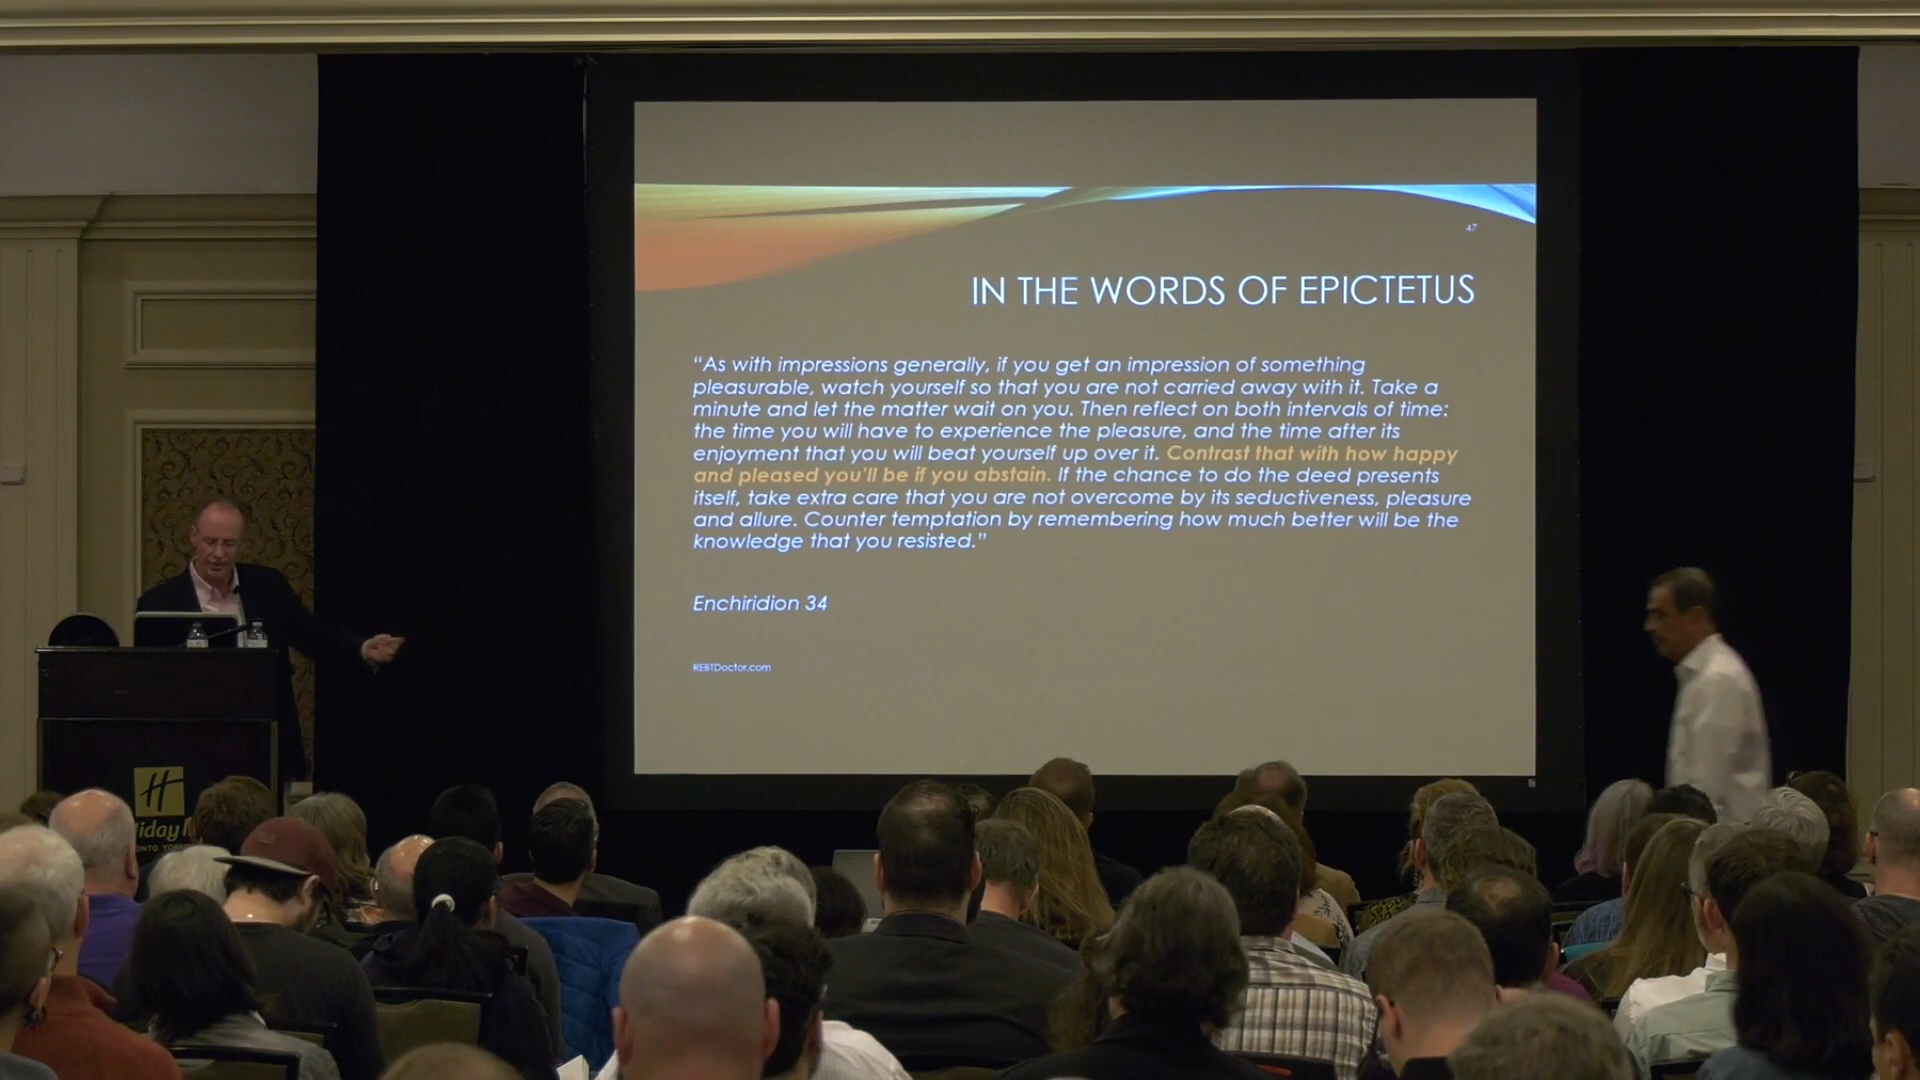 47
IN THE WORDS OF EPICTETUS
“As with impressions generally, if you get an impression of something
pleasurable, watch yourself so that you are not carried away with it. Take a
minute and let the matter wait on you. Then reflect on both intervals of time:
the time you will have to experience the pleasure, and the time after its
enjoyment that you will beat yourself up over it. Contrast that with how happy
and pleased you'll be if you abstain. If the chance to do the deed presents
itself, take extra care that you are not overcome by its seductiveness, pleasure
and allure. Counter temptation by remembering how much better will be the
knowledge that you resisted.”
Enchiridion 34
REBTDoctor.com
H